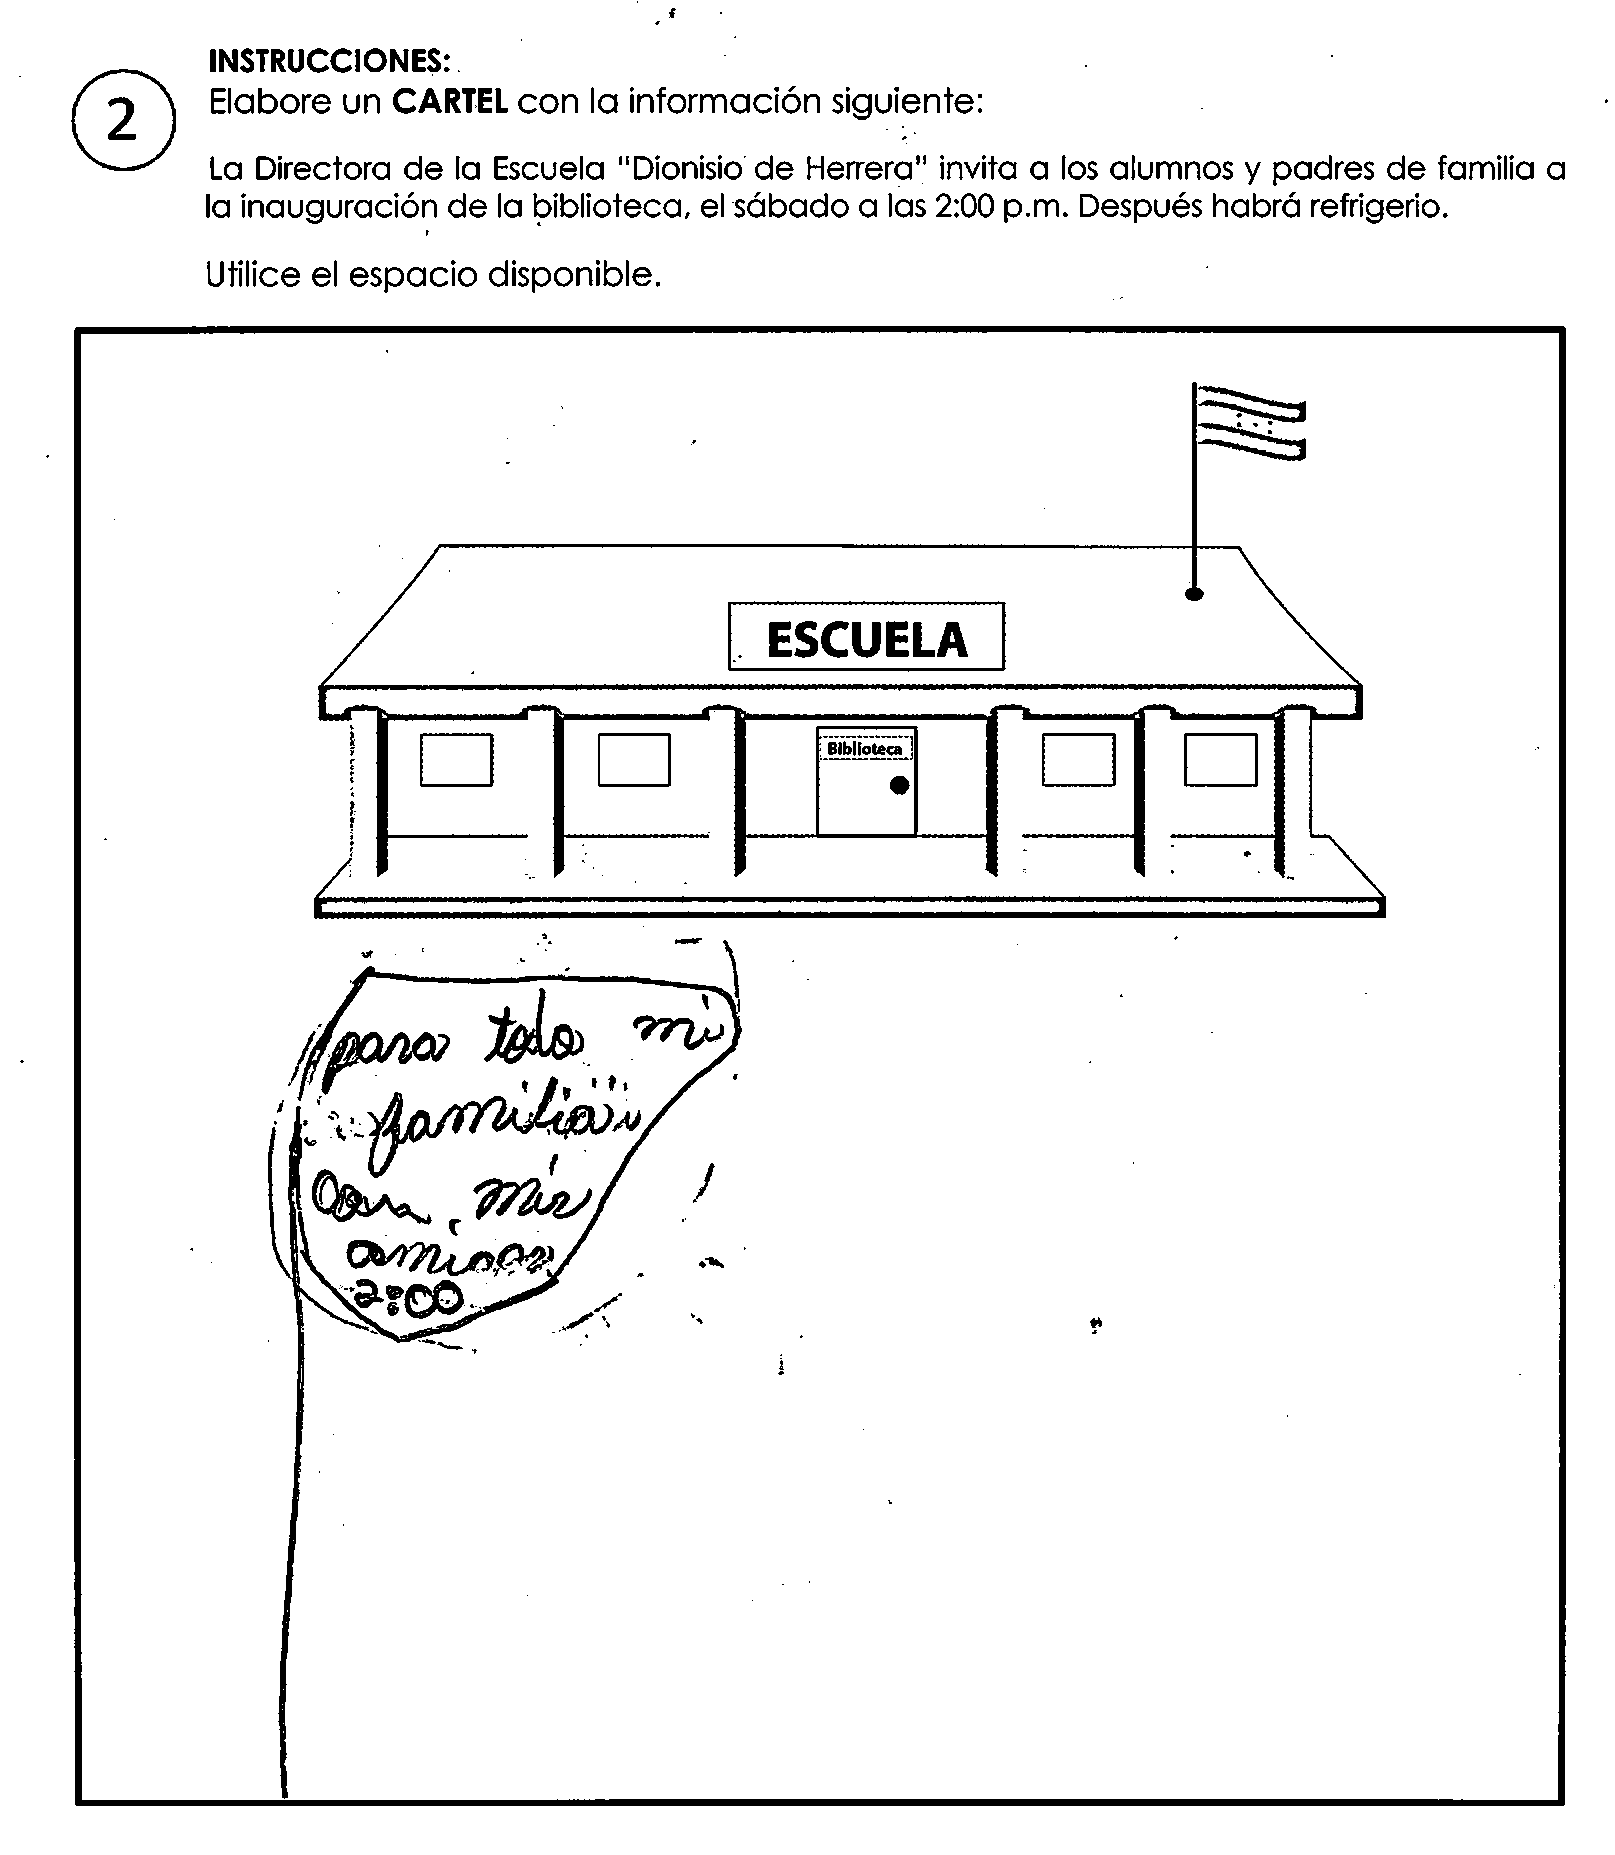 INSTRUCCIONES:
2
Elabore un CARTEL con la información siguiente:
La Directora de la Escuela "Dionisio de Herrera" invita a los alumnos y padres de familia a
la inauguración de la biblioteca, el sábado a las 2:00 p.m. Después habrá refrigerio.
Utilice el espacio disponible.
ESCUELA
Biblioteca
para todo mi
familia
mis
amigos
2:00